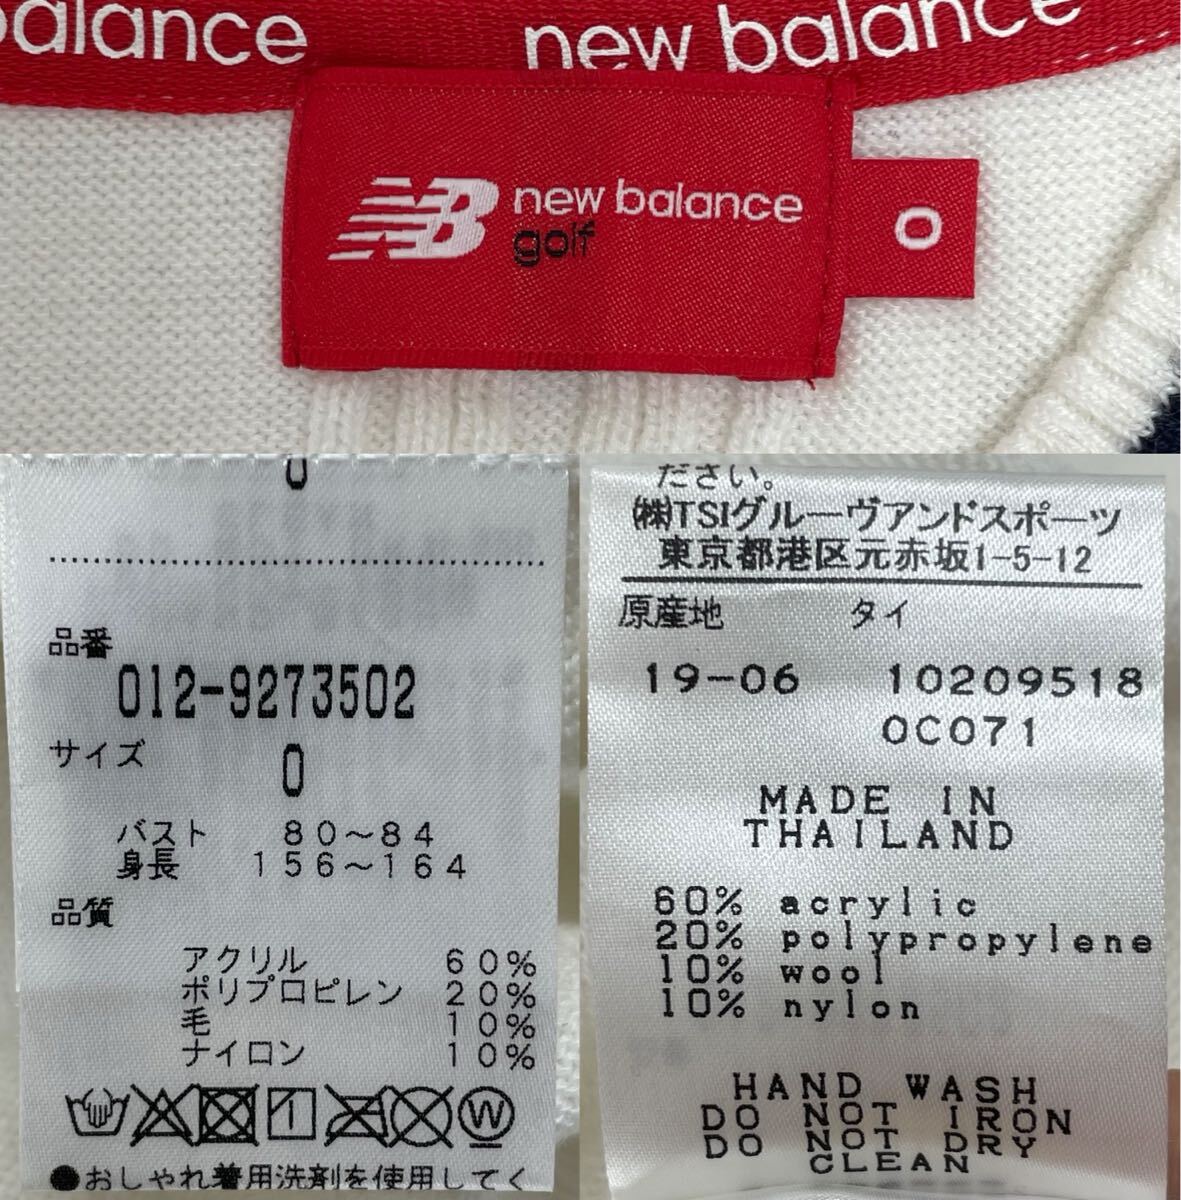 balance new balance
NB new balance
golf
0
0
品番
012-9273502
サイズ
0
バスト 80～84
身長 156～164
品質
アクリル 60%
ポリプロピレン 20%
毛 10%
ナイロン 10%
W
●おしゃれ着用洗剤を使用してく
ださい。
㈱TSIグルーヴアンドスポーツ
東京都港区元赤坂1-5-12
原産地 タイ
19-06 10209518
0C071
MADE IN
THAILAND
60% acrylic
20% polypropylene
10% wool
10% nylon
HAND WASH
DO NOT IRON
DO NOT DRY
CLEAN